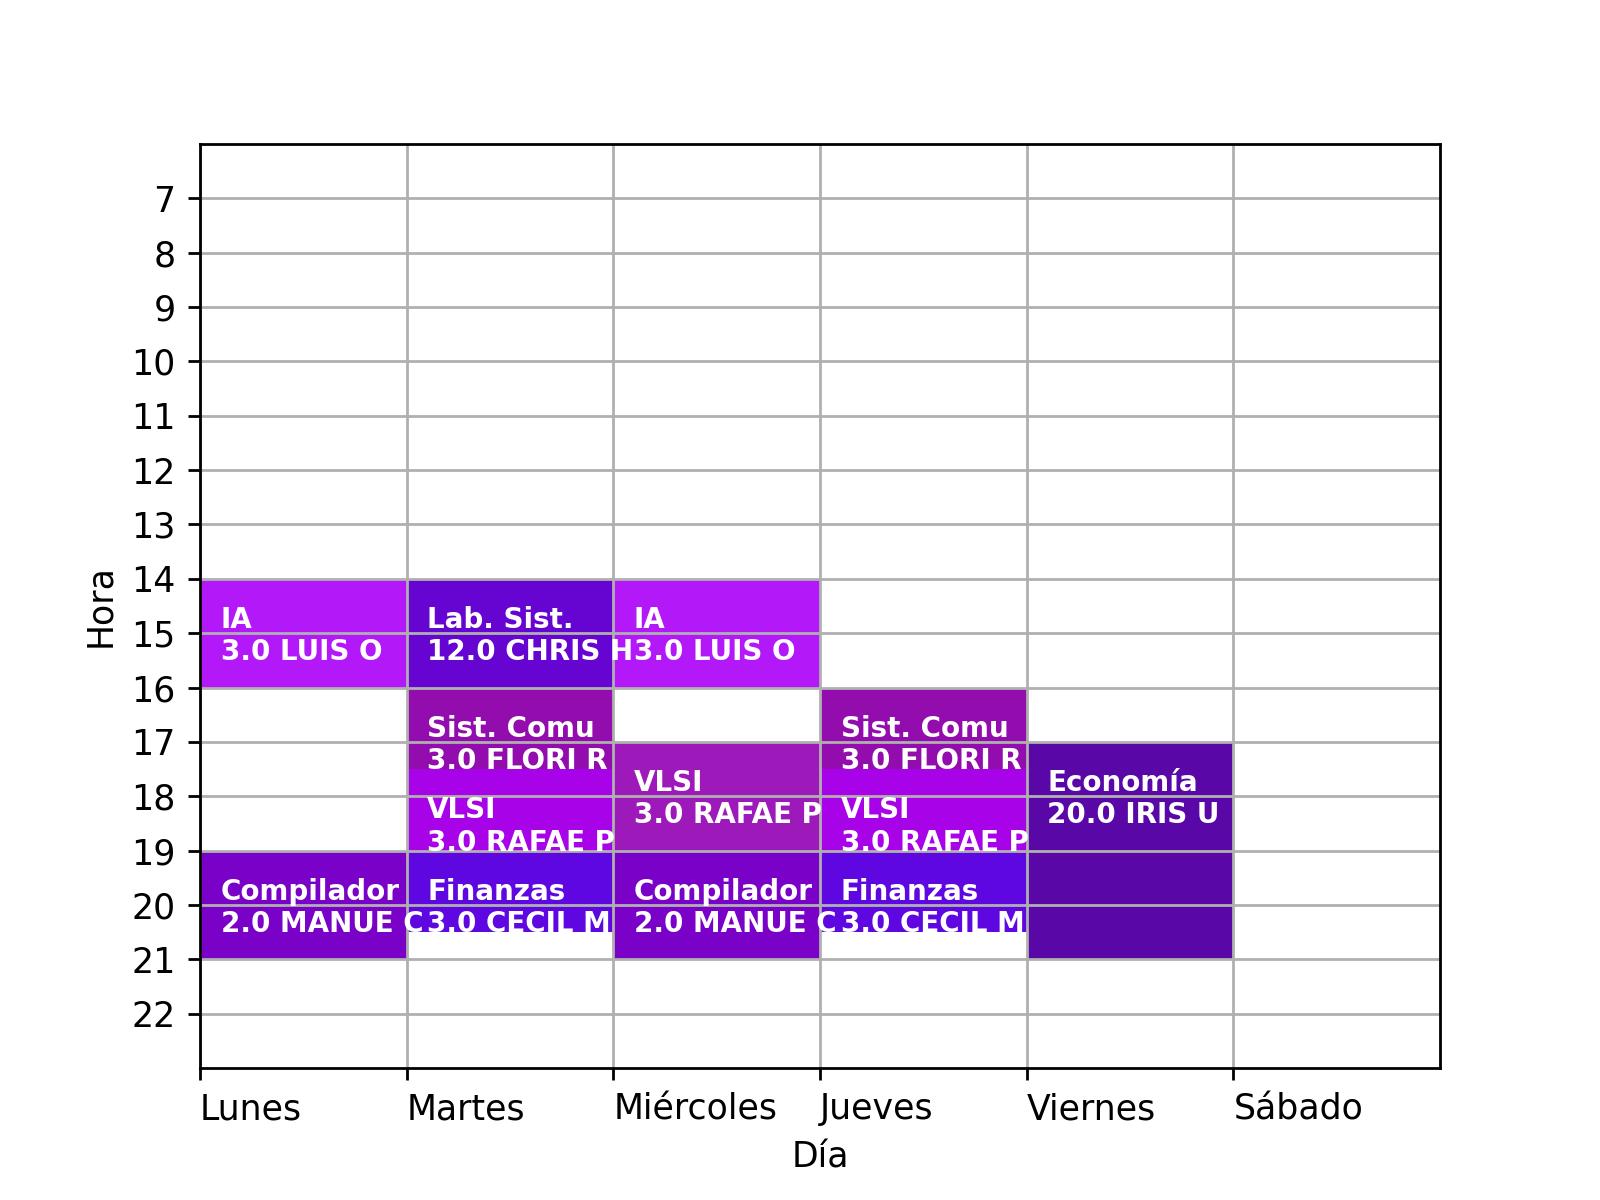 7
8
9
10
11
12
13
14
15
16
17
18
19
20
21
22
Hora
IA
3.0 LUIS O
Lab. Sist.
12.0 CHRIS H
IA
3.0 LUIS O
Sist. Comu
3.0 FLORI R
Sist. Comu
3.0 FLORI R
VLSI
3.0 RAFAE P
Economía
20.0 IRIS U
VLSI
3.0 RAFAE P
VLSI
3.0 RAFAE P
Compilador
2.0 MANUE C
Finanzas
3.0 CECIL M
Compilador
2.0 MANUE C
Finanzas
3.0 CECIL M
Lunes
Martes
Miércoles
Jueves
Viernes
Sábado
Día